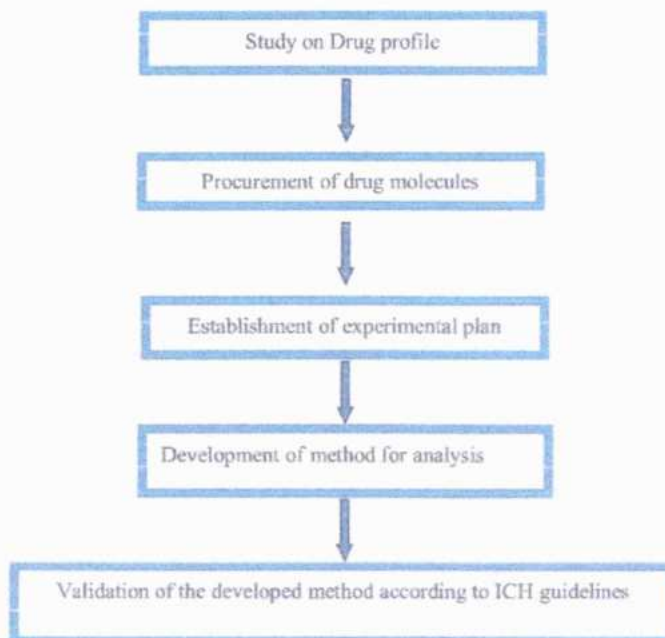 Study on Drug profile
Procurement of drug molecules
Establishment of experimental plan
Development of method for analysis
Validation of the developed method according to ICH guidelines